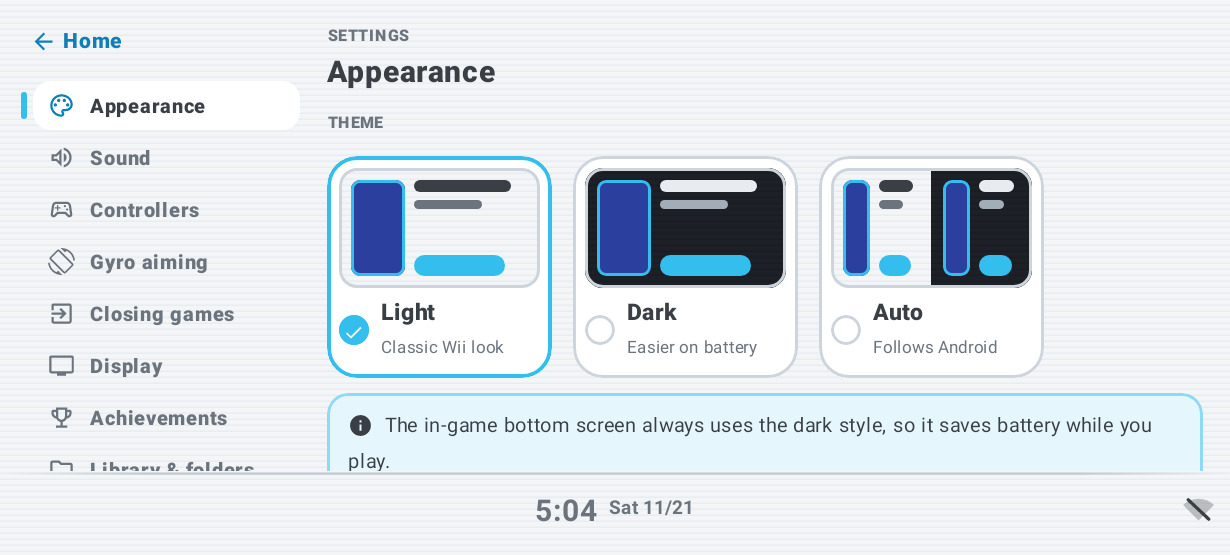 Home
Appearance
Sound
Controllers
Gyro aiming
Closing games
Display
Achievements
Library & folders
SETTINGS
Appearance
THEME
Light
Classic Wii look
Dark
Easier on battery
Auto
Follows Android
The in-game bottom screen always uses the dark style, so it saves battery while you
play.
5:04 Sat 11/21